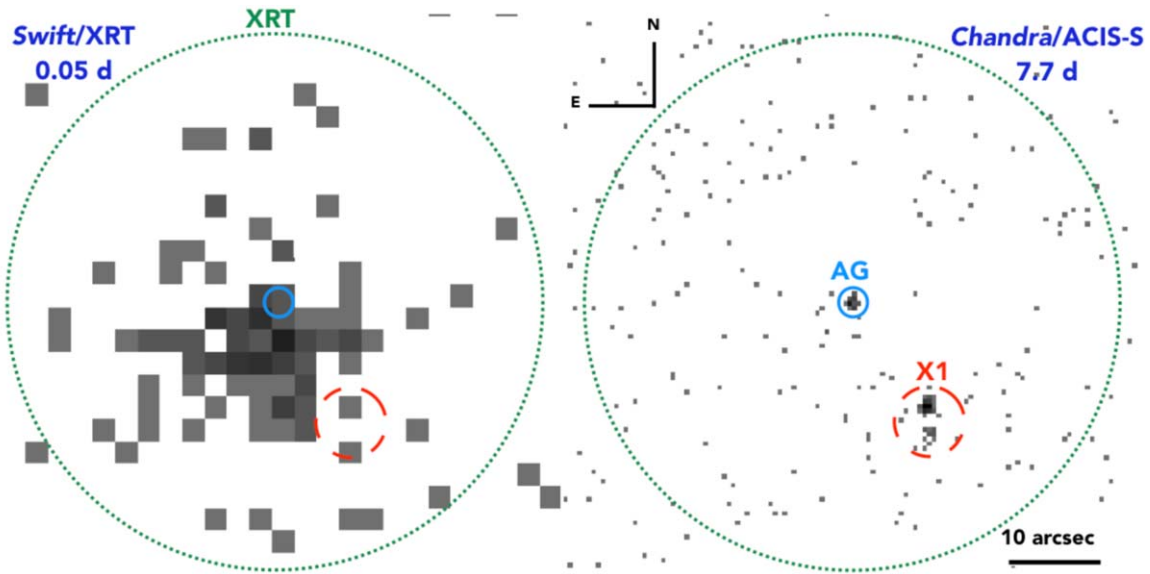 Swift/XRT
0.05 d
XRT
N
E
Chandra/ACIS-S
7.7 d
AG
X1
10 arcsec